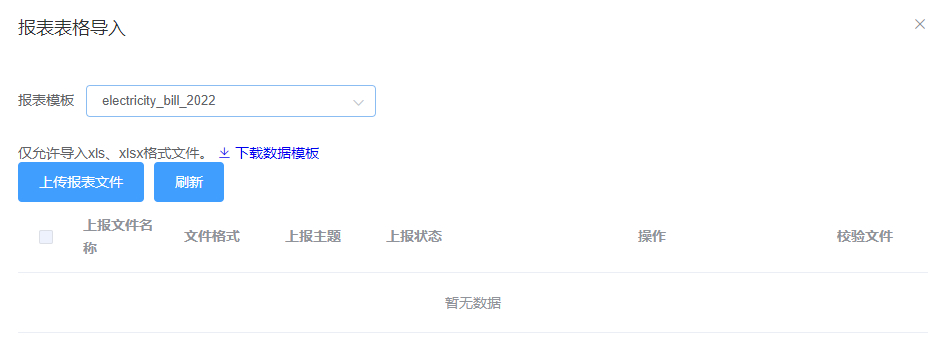 报表表格导入
报表模板 electricity_bill_2022
仅允许导入xls、xlsx格式文件。 下载数据模板
上传报表文件 刷新
上报文件名称 文件格式 上报主题 上报状态 操作 校验文件
暂无数据